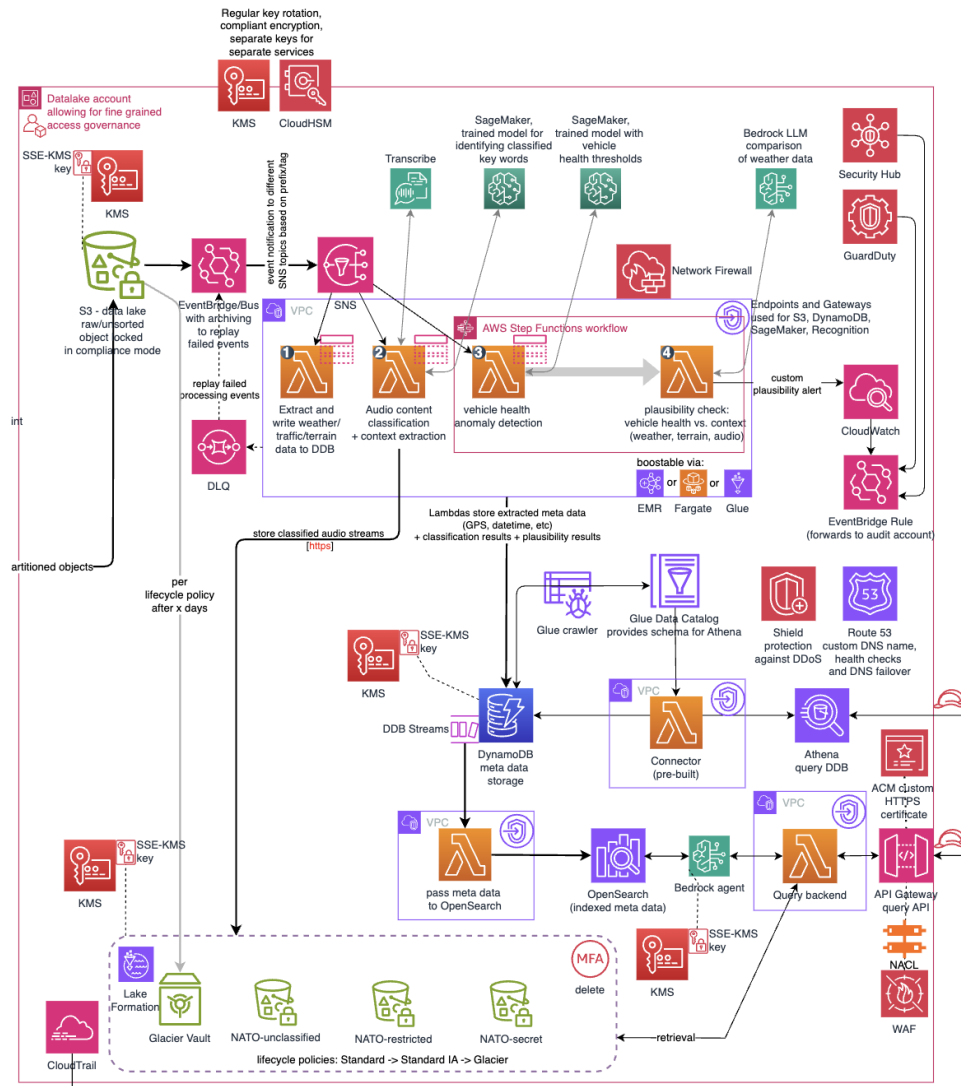 Regular key rotation,
compliant encryption,
separate keys for
separate services
KMS
CloudHSM
Datalake account
allowing for fine grained
access governance
SSE-KMS
key
KMS
S3 - data lake
raw/unsorted
object locked
in compliance mode
EventBridge/Bus
with archiving
to replay
failed events
event notification to different
SNS topics based on prefix/tag
SNS
Transcribe
SageMaker,
trained model for
identifying classified
key words
SageMaker,
trained model with
vehicle
health thresholds
Bedrock LLM
comparison
of weather data
Security Hub
GuardDuty
Network Firewall
VPC
AWS Step Functions workflow
Endpoints and Gateways
used for S3, DynamoDB,
SageMaker, Recognition
1
Extract and
write weather/
traffic/terrain
data to DDB
2
Audio content
classification
+ context extraction
3
vehicle health
anomaly detection
4
plausibility check:
vehicle health vs. context
(weather, terrain, audio)
custom
plausibility alert
CloudWatch
EventBridge Rule
(forwards to audit account)
replay failed
processing events
DLQ
int
boostable via:
or
or
EMR
Fargate
Glue
store classified audio streams
[https]
Lambdas store extracted meta data
(GPS, datetime, etc)
+ classification results + plausibility results
artitioned objects
per
lifecycle policy
after x days
Glue crawler
Glue Data Catalog
provides schema for Athena
Shield
protection
against DDoS
53
Route 53
custom DNS name,
health checks
and DNS failover
SSE-KMS
key
KMS
DDB Streams
DynamoDB
meta data
storage
VPC
Connector
(pre-built)
Athena
query DDB
ACM custom
HTTPS
certificate
VPC
pass meta data
to OpenSearch
OpenSearch
(indexed meta data)
Bedrock agent
VPC
Query backend
API Gateway
query API
SSE-KMS
key
KMS
SSE-KMS
key
KMS
NACL
WAF
MFA
delete
Lake
Formation
Glacier Vault
NATO-unclassified
NATO-restricted
NATO-secret
lifecycle policies: Standard -> Standard IA -> Glacier
retrieval
CloudTrail